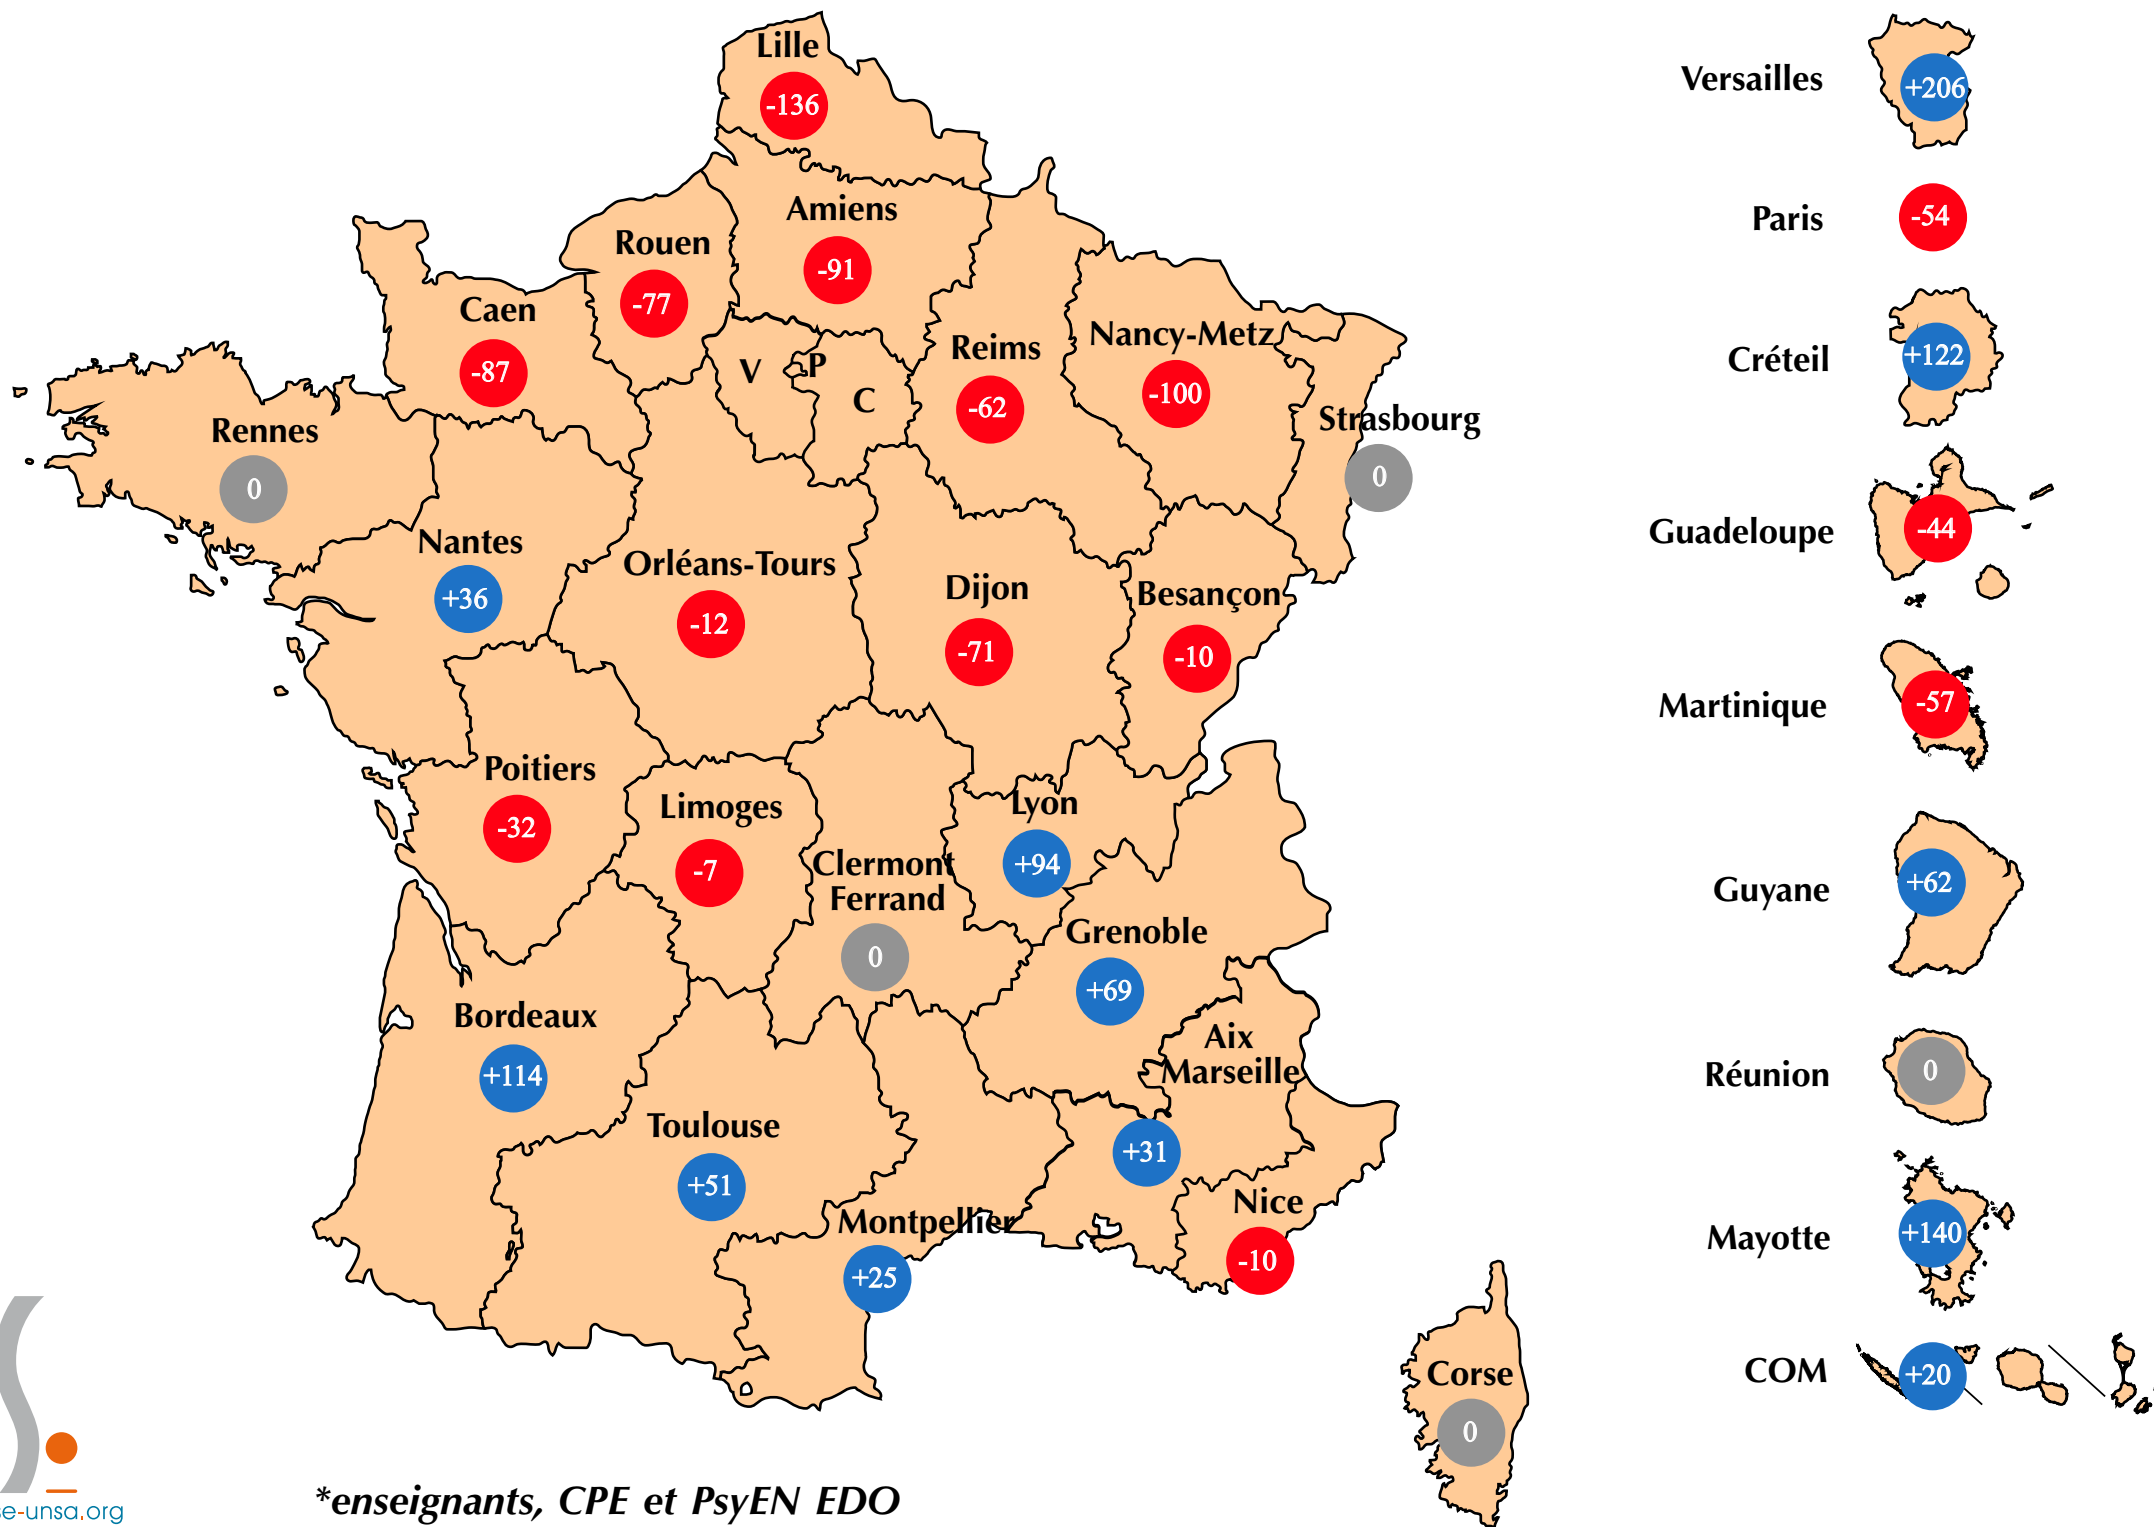 Lille
-136
Amiens
-91
Rouen
-77
Caen
-87
Reims
-62
Nancy-Metz
-100
Strasbourg
0
V
P
C
Rennes
0
Nantes
+36
Orléans-Tours
-12
Dijon
-71
Besançon
-10
Poitiers
-32
Limoges
-7
Clermont
Ferrand
0
Lyon
+94
Grenoble
+69
Bordeaux
+114
Toulouse
+51
Aix
Marseille
+31
Montpellier
+25
Nice
-10
Corse
0
Versailles
+206
Paris
-54
Créteil
+122
Guadeloupe
-44
Martinique
-57
Guyane
+62
Réunion
0
Mayotte
+140
COM
+20
se-unsa.org
*enseignants, CPE et PsyEN EDO